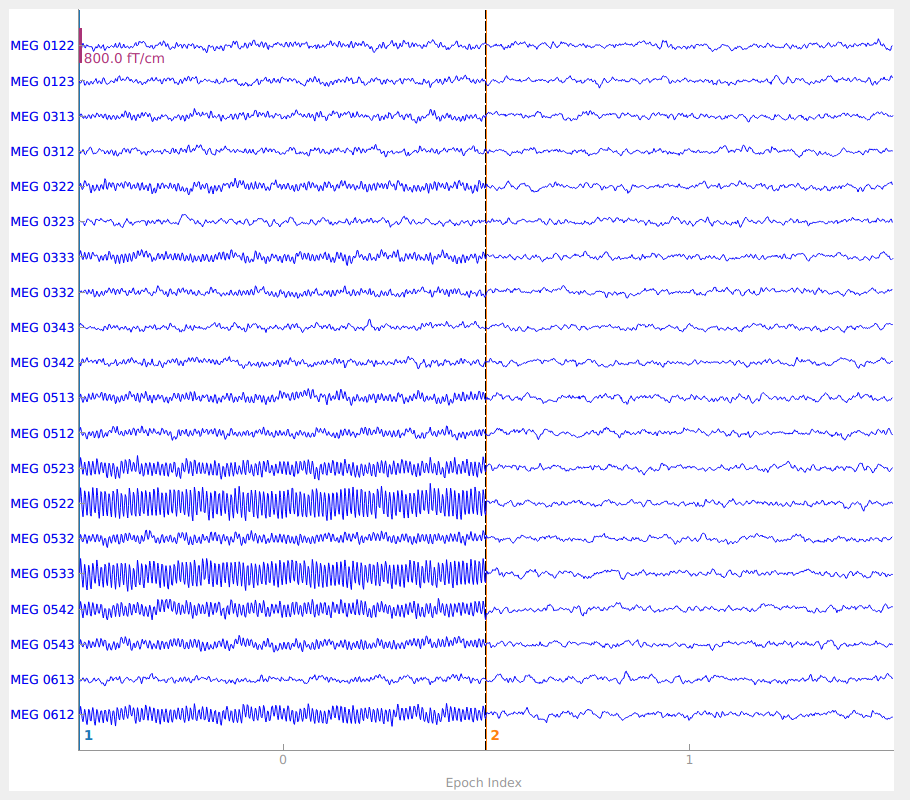 MEG 0122
800.0 fT/cm
MEG 0123
MEG 0313
MEG 0312
MEG 0322
MEG 0323
MEG 0333
MEG 0332
MEG 0343
MEG 0342
MEG 0513
MEG 0512
MEG 0523
MEG 0522
MEG 0532
MEG 0533
MEG 0542
MEG 0543
MEG 0613
MEG 0612
1 2
0 1
Epoch Index